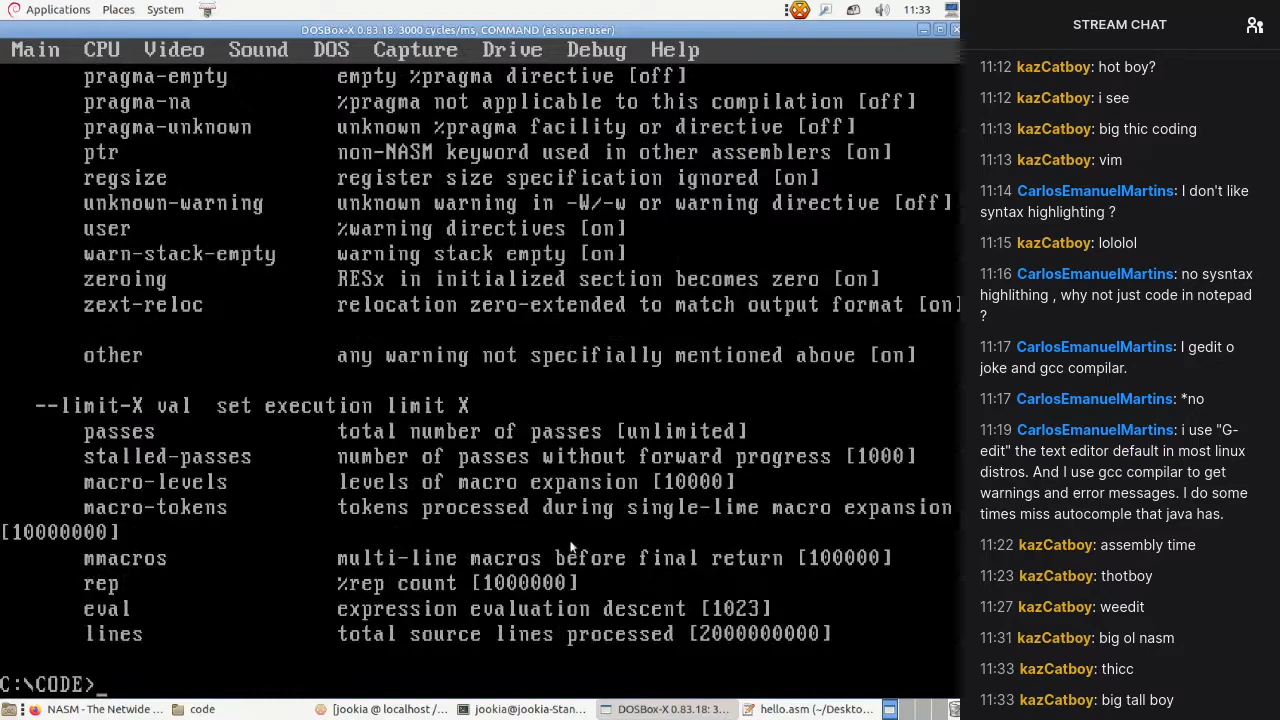 Applications Places System 11:33
DOSBox-X 0.83.18: 3000 cycles/ms, COMMAND (as superuser)
Main CPU Video Sound DOS Capture Drive Debug Help
pragma-empty empty %pragma directive [off]
pragma-na %pragma not applicable to this compilation [off]
pragma-unknown unknown %pragma facility or directive [off]
ptr non-NASM keyword used in other assemblers [on]
regsize register size specification ignored [on]
unknown-warning unknown warning in -W/-w or warning directive [off]
user %warning directives [on]
warn-stack-empty warning stack empty [on]
zeroing RESx in initialized section becomes zero [on]
zext-reloc relocation zero-extended to match output format [on]
other any warning not specifially mentioned above [on]
--limit-X val set execution limit X
passes total number of passes [unlimited]
stalled-passes number of passes without forward progress [1000]
macro-levels levels of macro expansion [10000]
macro-tokens tokens processed during single-lime macro expansion
[10000000]
mmacros multi-line macros before final return [100000]
rep %rep count [1000000]
eval expression evaluation descent [1023]
lines total source lines processed [2000000000]
C:\CODE>_
NASM - The Netwide ... code [jookia @ localhost /... jookia@jookia-Stan... DOSBox-X 0.83.18: 3... hello.asm (~/Deskto...
STREAM CHAT
11:12 kazCatboy: hot boy?
11:12 kazCatboy: i see
11:13 kazCatboy: big thic coding
11:13 kazCatboy: vim
11:14 CarlosEmanuelMartins: I don't like
syntax highlighting ?
11:15 kazCatboy: lololol
11:16 CarlosEmanuelMartins: no sysntax
highlithing , why not just code in notepad
?
11:17 CarlosEmanuelMartins: I gedit o
joke and gcc compilar.
11:17 CarlosEmanuelMartins: *no
11:19 CarlosEmanuelMartins: i use "G-
edit" the text editor default in most linux
distros. And I use gcc compilar to get
warnings and error messages. I do some
times miss autocomple that java has.
11:22 kazCatboy: assembly time
11:23 kazCatboy: thotboy
11:27 kazCatboy: weedit
11:31 kazCatboy: big ol nasm
11:33 kazCatboy: thicc
11:33 kazCatboy: big tall boy